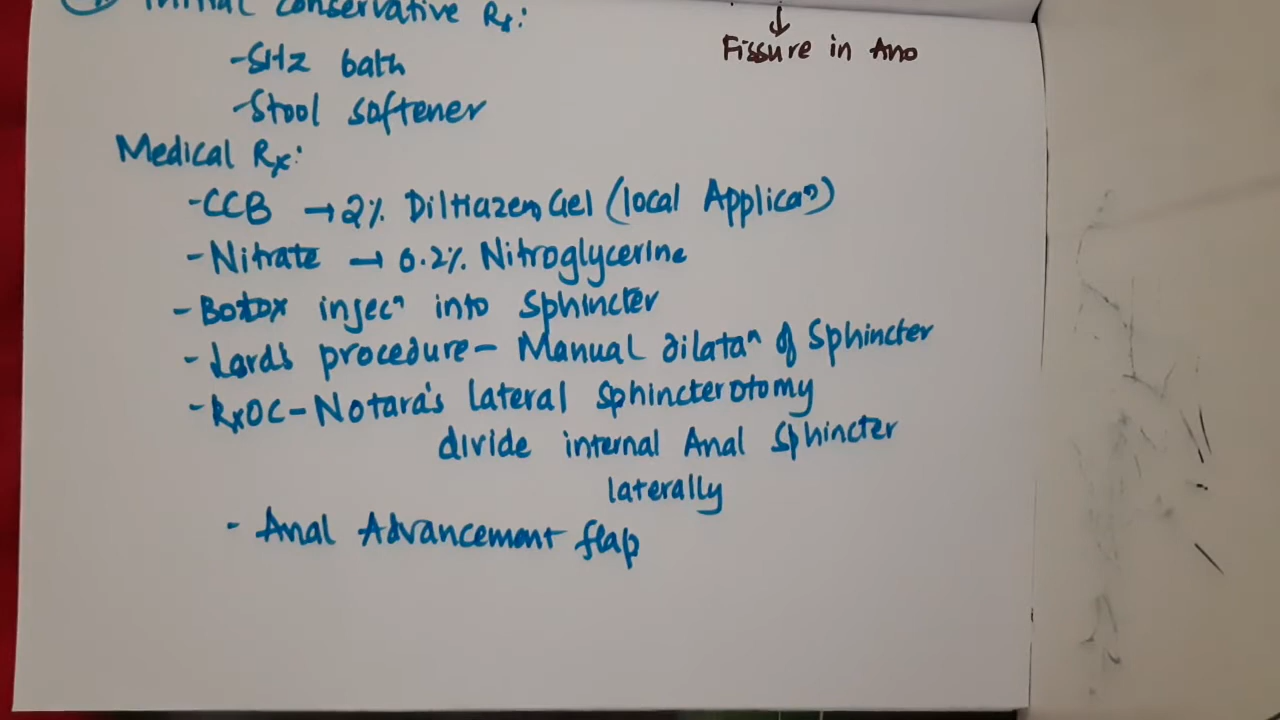 Initial Conservative Rx:
Fissure in Ano
-Sitz bath
-Stool softener
Medical Rx:
-CCB → 2% Diltiazem Gel (local Applicaⁿ)
-Nitrate → 0.2% Nitroglycerine
-Botox injecⁿ into Sphincter
-Lord's procedure - Manual dilataⁿ of Sphincter
-RxOC - Notara's lateral sphincterotomy
divide internal Anal Sphincter
laterally
- Anal Advancement flap